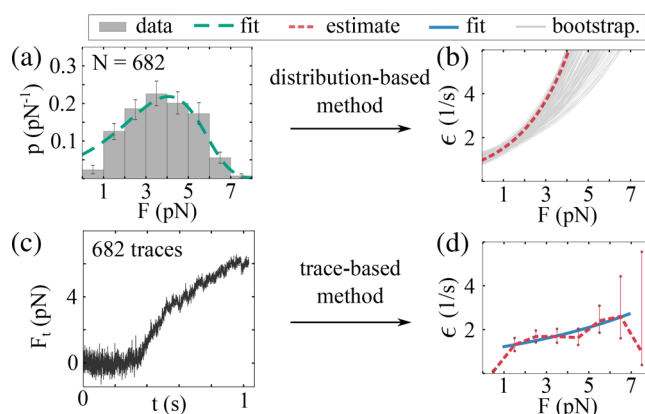 data fit estimate fit bootstrap.
(a) N = 682
0.3
0.2
0.1
p (pN⁻¹)
1 3 5 7
F (pN)
distribution-based
method
(b)
6
4
2
ϵ (1/s)
1 3 5 7
F (pN)
(c) 682 traces
4
0
Fₜ (pN)
0 1
t (s)
trace-based
method
(d)
6
4
2
ϵ (1/s)
1 3 5 7
F (pN)